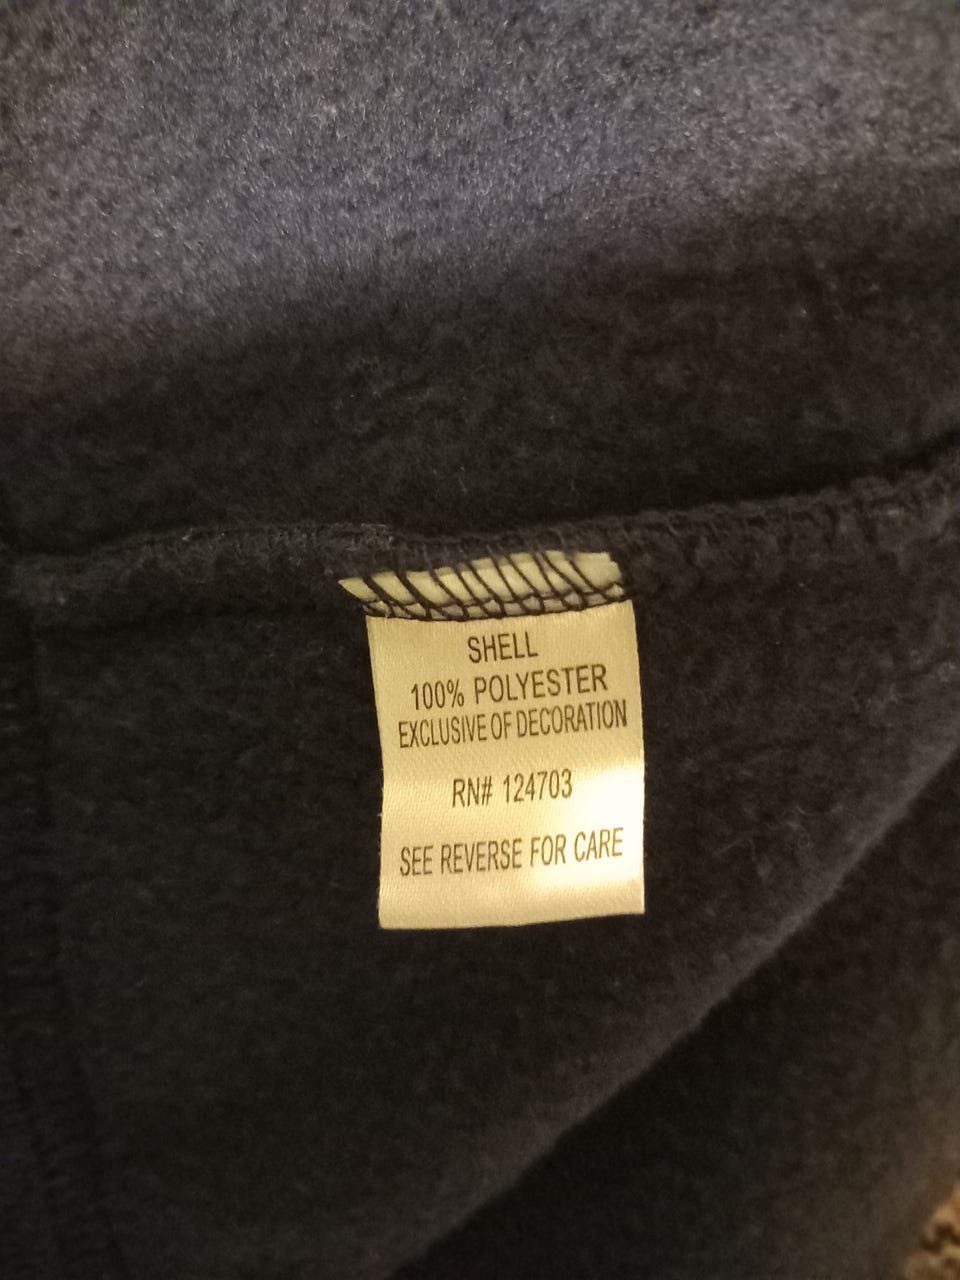 SHELL
100% POLYESTER
EXCLUSIVE OF DECORATION
RN# 124703
SEE REVERSE FOR CARE